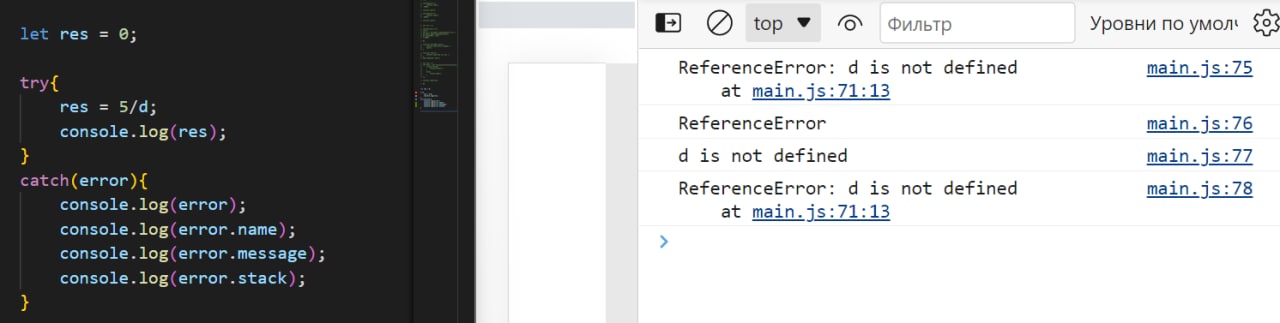 let res = 0;
try{
    res = 5/d;
    console.log(res);
}
catch(error){
    console.log(error);
    console.log(error.name);
    console.log(error.message);
    console.log(error.stack);
}
top ▼ Фильтр Уровни по умолч
ReferenceError: d is not defined main.js:75
    at main.js:71:13
ReferenceError main.js:76
d is not defined main.js:77
ReferenceError: d is not defined main.js:78
    at main.js:71:13
>